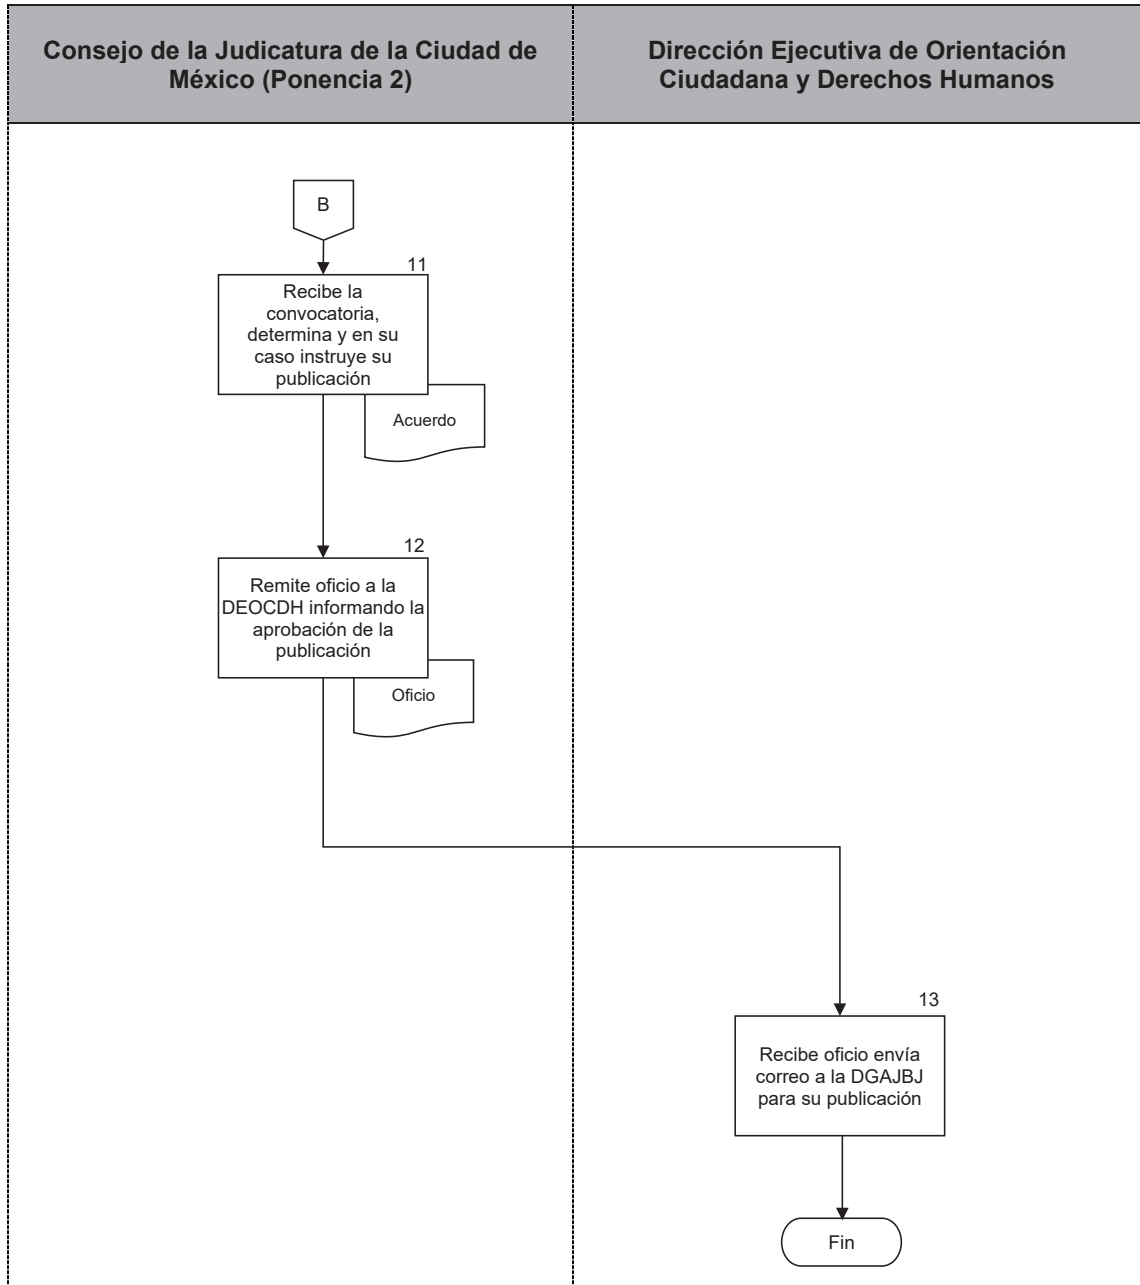 Consejo de la Judicatura de la Ciudad de
México (Ponencia 2)
Dirección Ejecutiva de Orientación
Ciudadana y Derechos Humanos
B
11
Recibe la
convocatoria,
determina y en su
caso instruye su
publicación
Acuerdo
12
Remite oficio a la
DEOCDH informando la
aprobación de la
publicación
Oficio
13
Recibe oficio envía
correo a la DGAJBJ
para su publicación
Fin